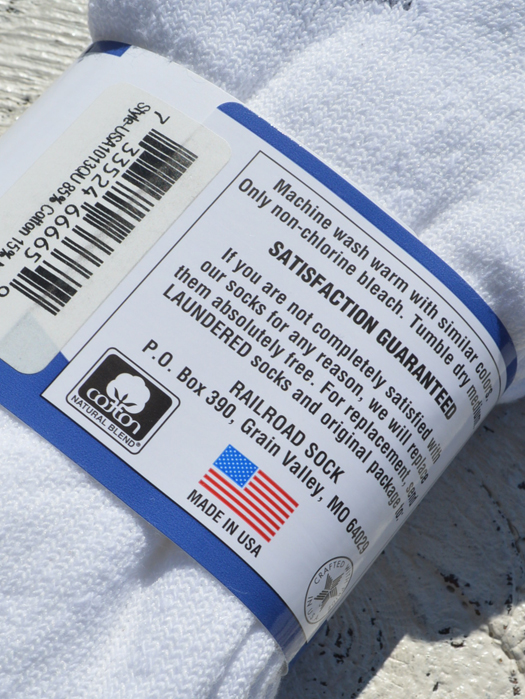 Style-USA1013QU 85% Cotton 15%
7 33524 66665 0
Machine wash warm with similar colors.
Only non-chlorine bleach. Tumble dry medium
SATISFACTION GUARANTEED
If you are not completely satisfied with
our socks for any reason, we will replace
them absolutely free. For replacement, send
LAUNDERED socks and original package to:
RAILROAD SOCK
P.O. Box 390, Grain Valley, MO 64029
cotton
NATURAL BLEND®
MADE IN USA
CRAFTED